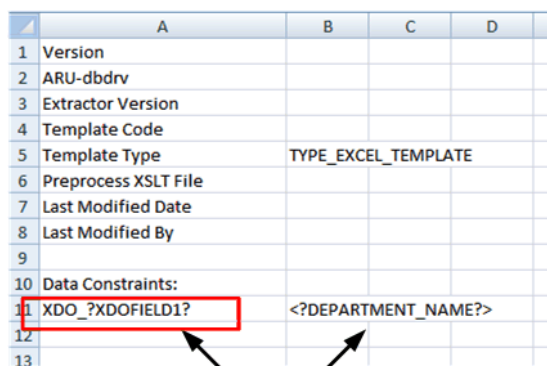 A B C D
1 Version
2 ARU-dbdrv
3 Extractor Version
4 Template Code
5 Template Type TYPE_EXCEL_TEMPLATE
6 Preprocess XSLT File
7 Last Modified Date
8 Last Modified By
9
10 Data Constraints:
11 XDO_?XDOFIELD1? <?DEPARTMENT_NAME?>
12
13